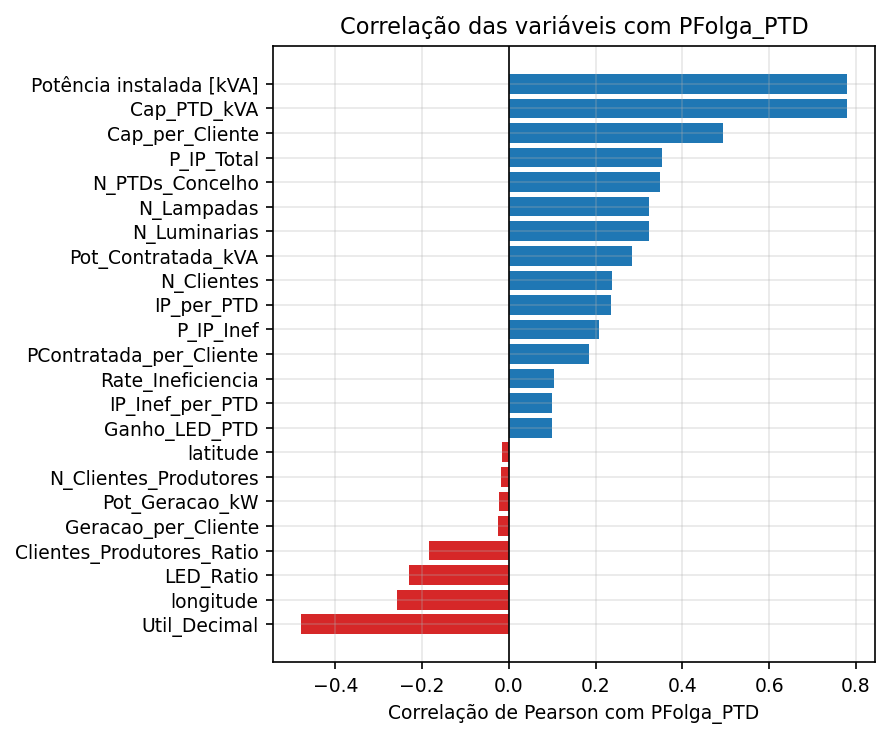 Correlação das variáveis com PFolga_PTD
Potência instalada [kVA]
Cap_PTD_kVA
Cap_per_Cliente
P_IP_Total
N_PTDs_Concelho
N_Lampadas
N_Luminarias
Pot_Contratada_kVA
N_Clientes
IP_per_PTD
P_IP_Inef
PContratada_per_Cliente
Rate_Ineficiencia
IP_Inef_per_PTD
Ganho_LED_PTD
latitude
N_Clientes_Produtores
Pot_Geracao_kW
Geracao_per_Cliente
Clientes_Produtores_Ratio
LED_Ratio
longitude
Util_Decimal
−0.4 −0.2 0.0 0.2 0.4 0.6 0.8
Correlação de Pearson com PFolga_PTD